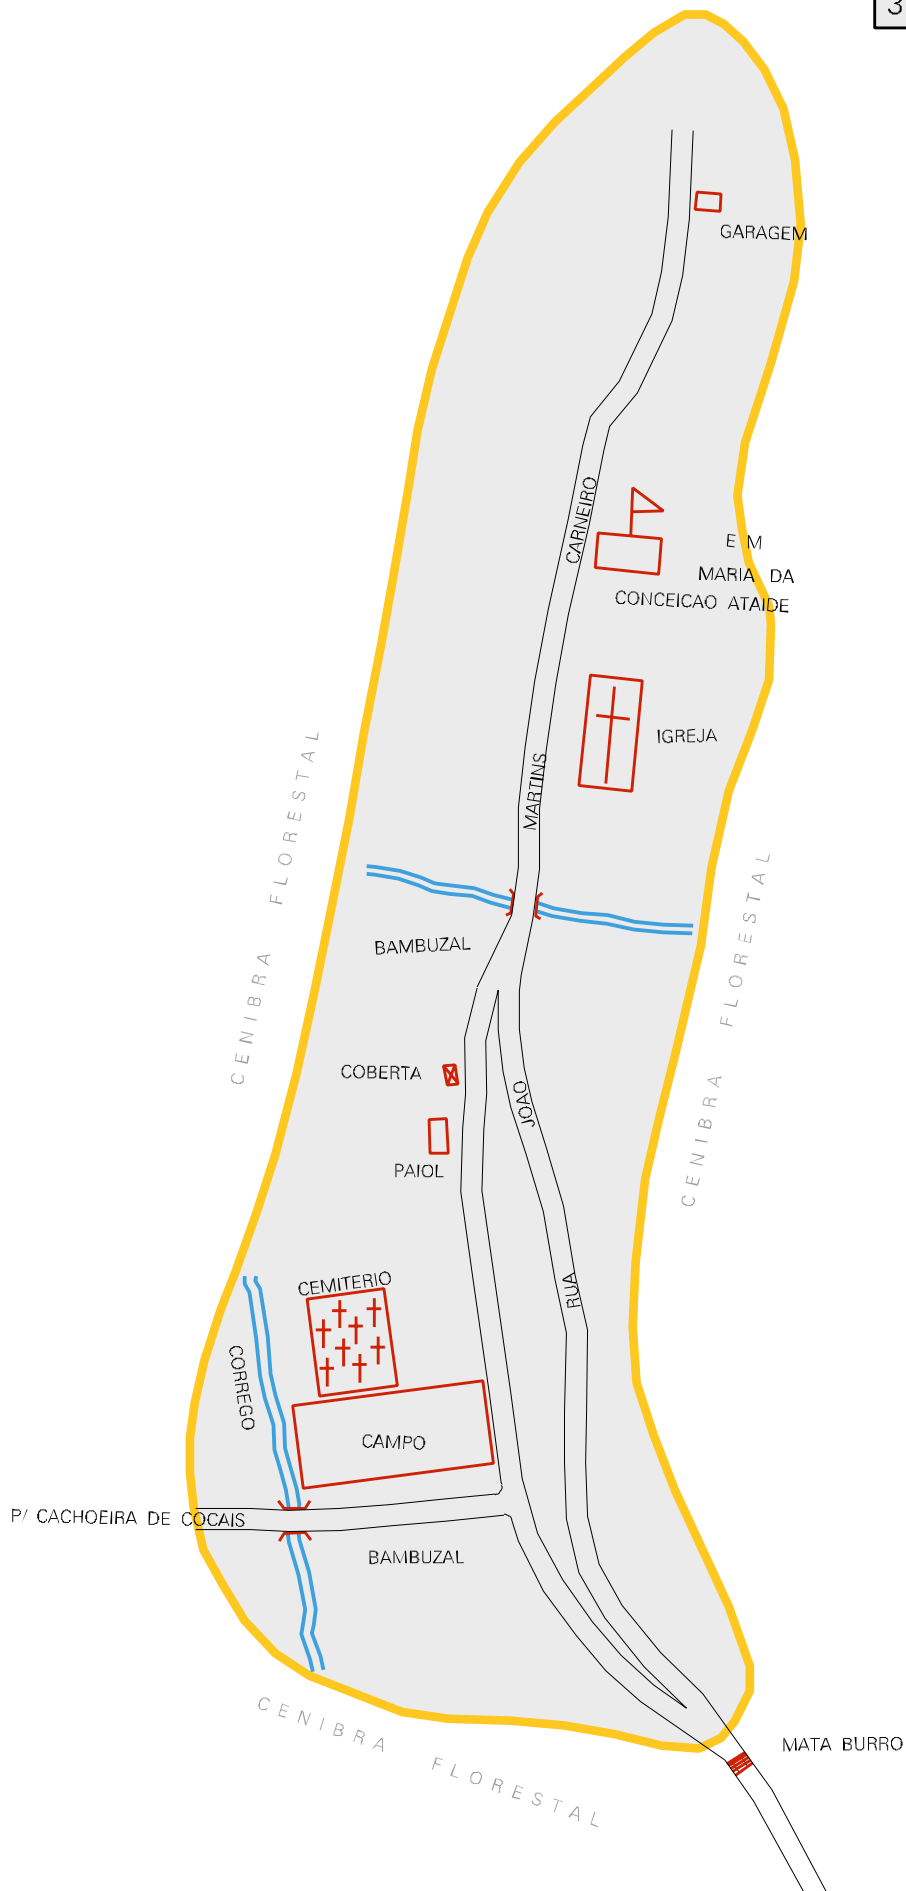 3
GARAGEM
CARNEIRO
E M
MARIA DA
CONCEICAO ATAIDE
IGREJA
MARTINS
CENIBRA FLORESTAL
CENIBRA FLORESTAL
BAMBUZAL
COBERTA
JOAO
PAIOL
RUA
CEMITERIO
CORREGO
CAMPO
P/ CACHOEIRA DE COCAIS
BAMBUZAL
CENIBRA FLORESTAL
MATA BURRO